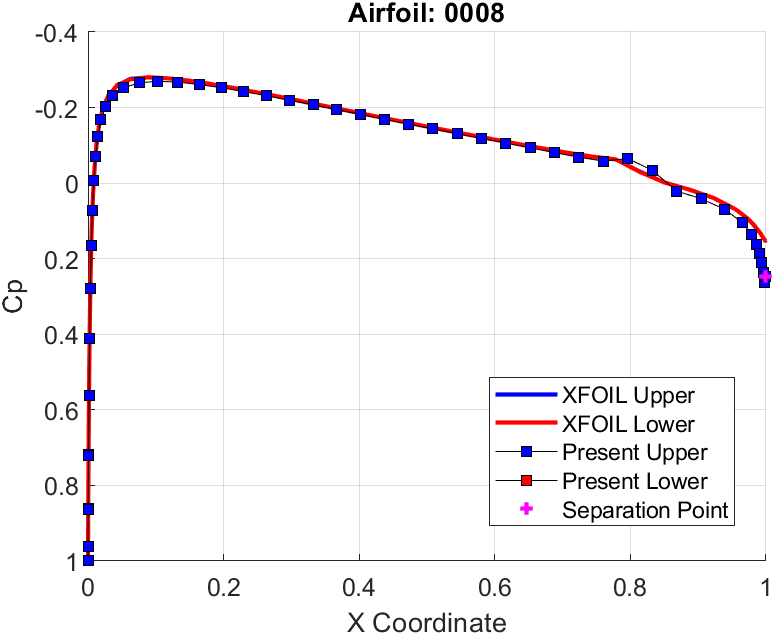 Airfoil: 0008
-0.4
-0.2
0
0.2
0.4
0.6
0.8
1
Cp
XFOIL Upper
XFOIL Lower
Present Upper
Present Lower
Separation Point
0 0.2 0.4 0.6 0.8 1
X Coordinate